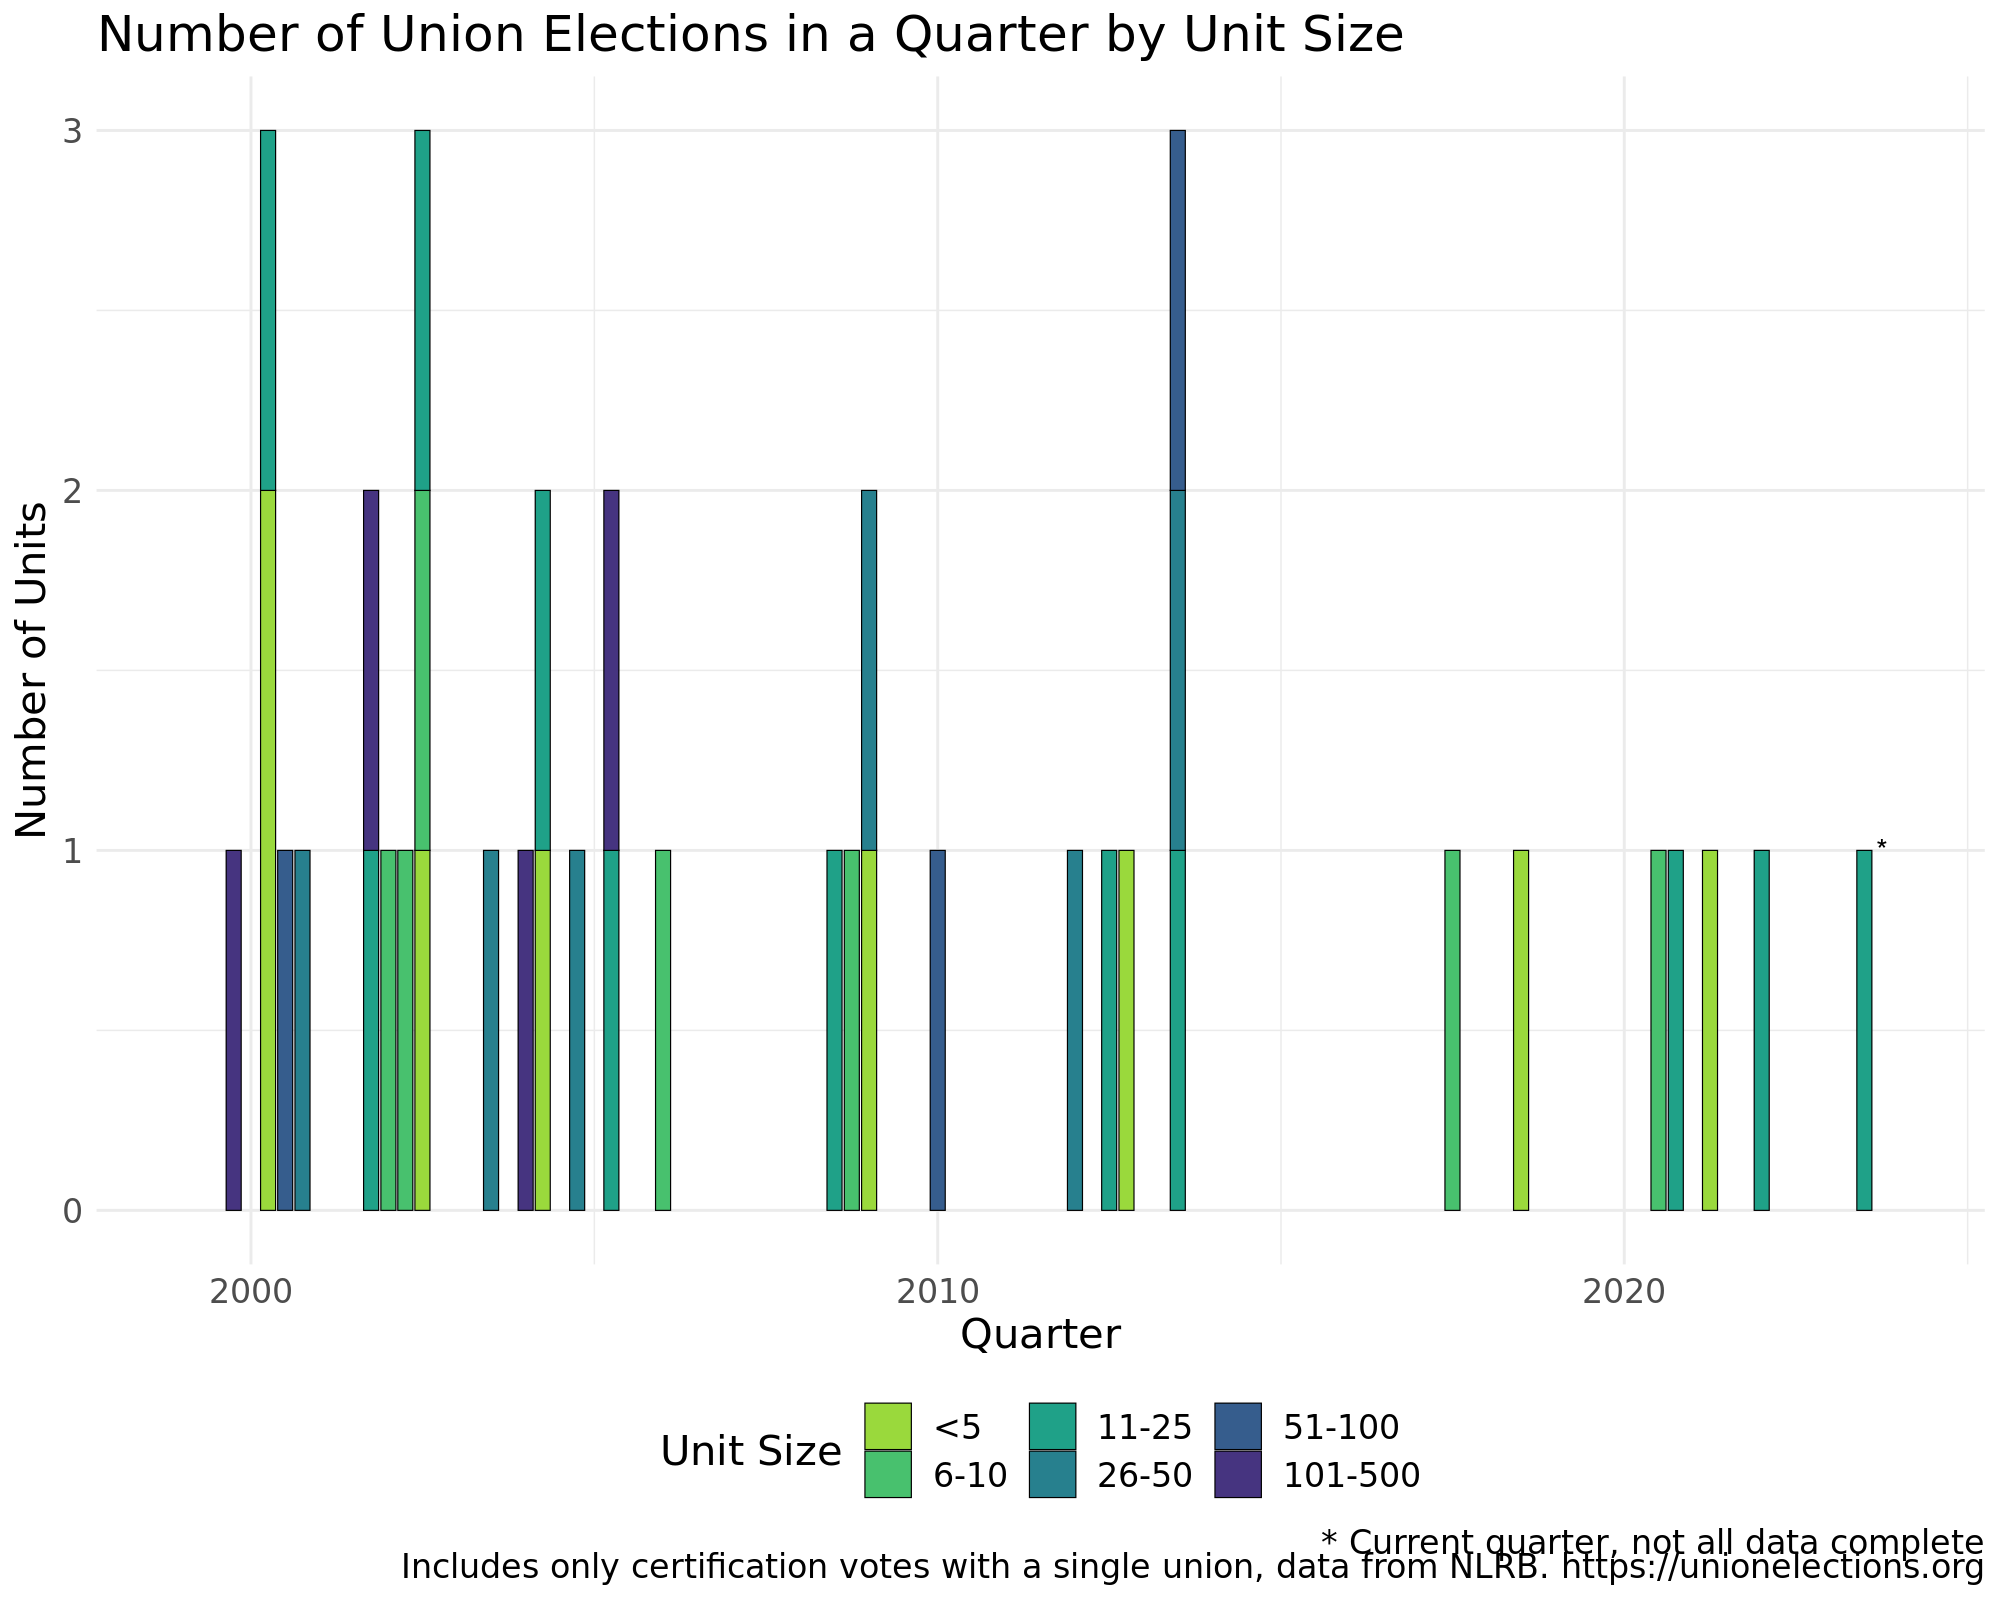 Number of Union Elections in a Quarter by Unit Size
Number of Units
3
2
1
0
*
2000 2010 2020
Quarter
Unit Size
<5 11-25 51-100
6-10 26-50 101-500
* Current quarter, not all data complete
Includes only certification votes with a single union, data from NLRB. https://unionelections.org